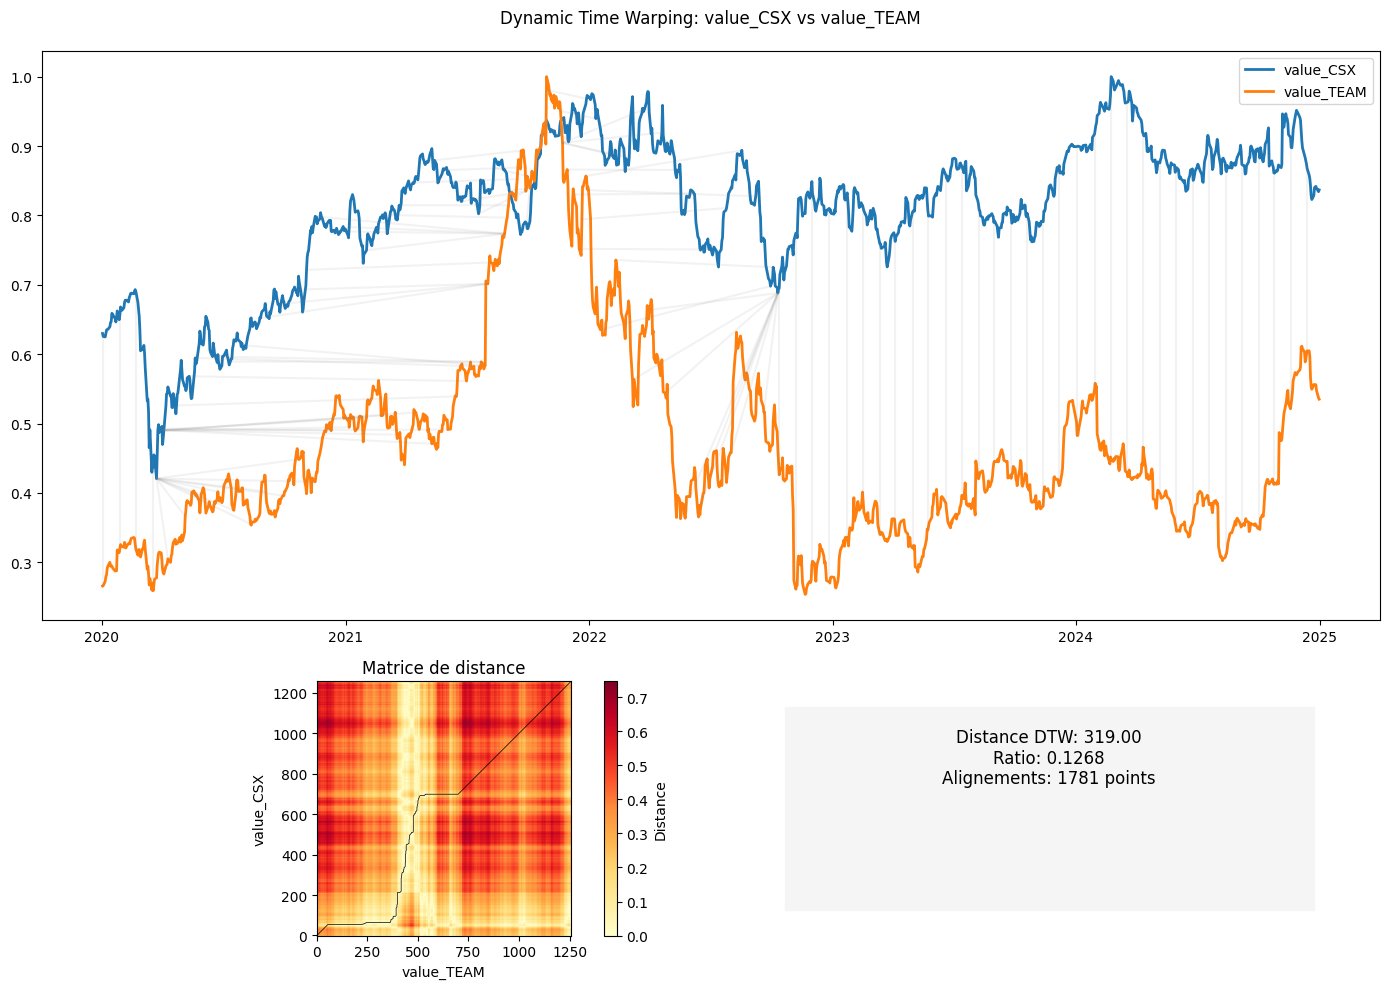 Dynamic Time Warping: value_CSX vs value_TEAM
value_CSX
value_TEAM
1.0
0.9
0.8
0.7
0.6
0.5
0.4
0.3
2020 2021 2022 2023 2024 2025
Matrice de distance
1200
1000
800
600
400
200
0
value_CSX
0 250 500 750 1000 1250
value_TEAM
0.7
0.6
0.5
0.4
0.3
0.2
0.1
0.0
Distance
Distance DTW: 319.00
Ratio: 0.1268
Alignements: 1781 points